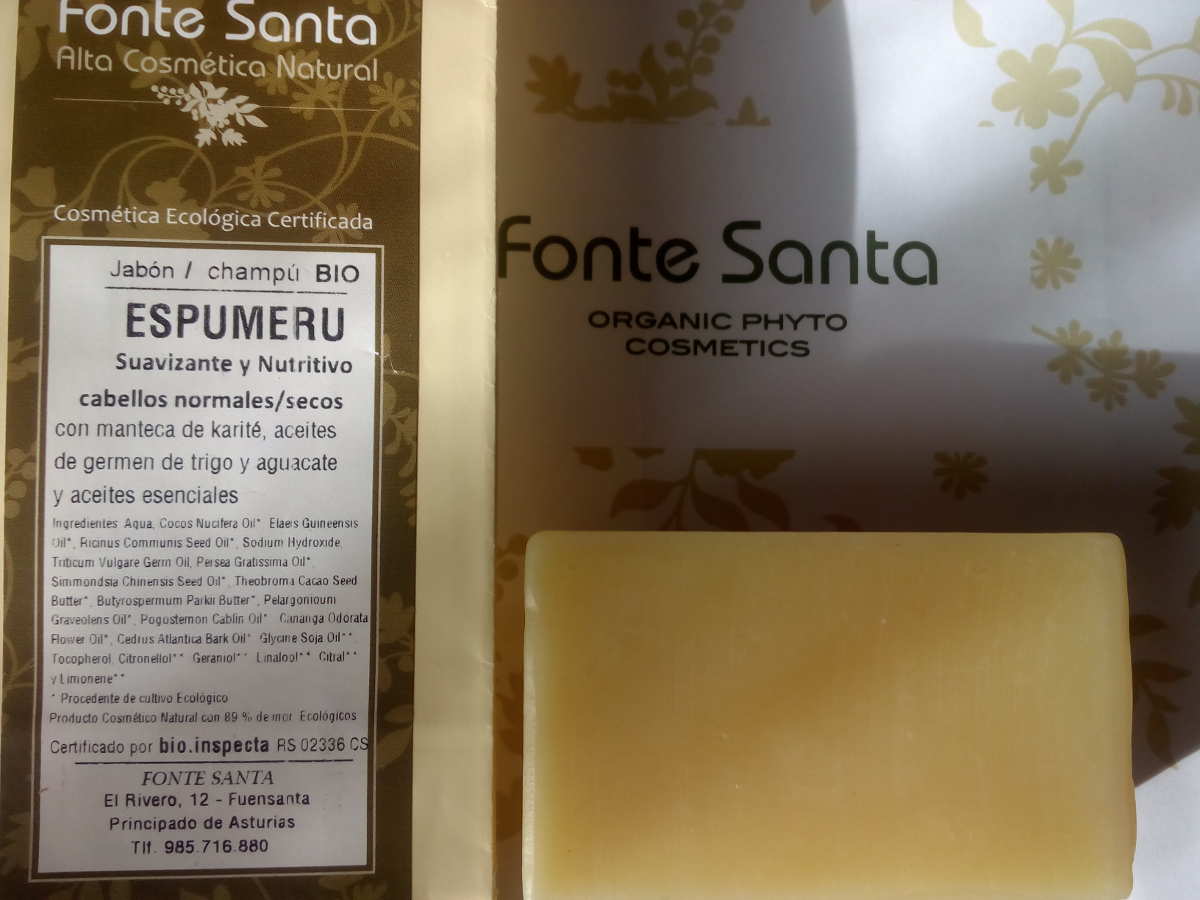 Fonte Santa
Alta Cosmética Natural
Cosmética Ecológica Certificada
Jabón / champú BIO
ESPUMERU
Suavizante y Nutritivo
cabellos normales/secos
con manteca de karité, aceites
de germen de trigo y aguacate
y aceites esenciales
Ingredientes: Aqua, Cocos Nucifera Oil*, Elaeis Guineensis
Oil*, Ricinus Communis Seed Oil*, Sodium Hydroxide,
Triticum Vulgare Germ Oil, Persea Gratissima Oil*,
Simmondsia Chinensis Seed Oil*, Theobroma Cacao Seed
Butter*, Butyrospermum Parkii Butter*, Pelargonioum
Graveolens Oil*, Pogostemon Cablin Oil* Cananga Odorata
Flower Oil*, Cedrus Atlantica Bark Oil* Glycine Soja Oil**,
Tocopherol, Citronellol** Geraniol** Linalool** Citral**
y Limonene**
* Procedente de cultivo Ecológico
Producto Cosmético Natural con 89 % de Ecológicos
Certificado por bio.inspecta RS 02336 CS
FONTE SANTA
El Rivero, 12 - Fuensanta
Principado de Asturias
Tlf. 985.716.880
Fonte Santa
ORGANIC PHYTO
COSMETICS